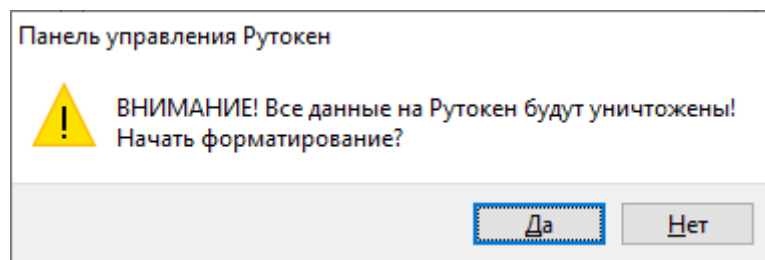 Панель управления Рутокен
ВНИМАНИЕ! Все данные на Рутокен будут уничтожены!
Начать форматирование?
Да
Нет